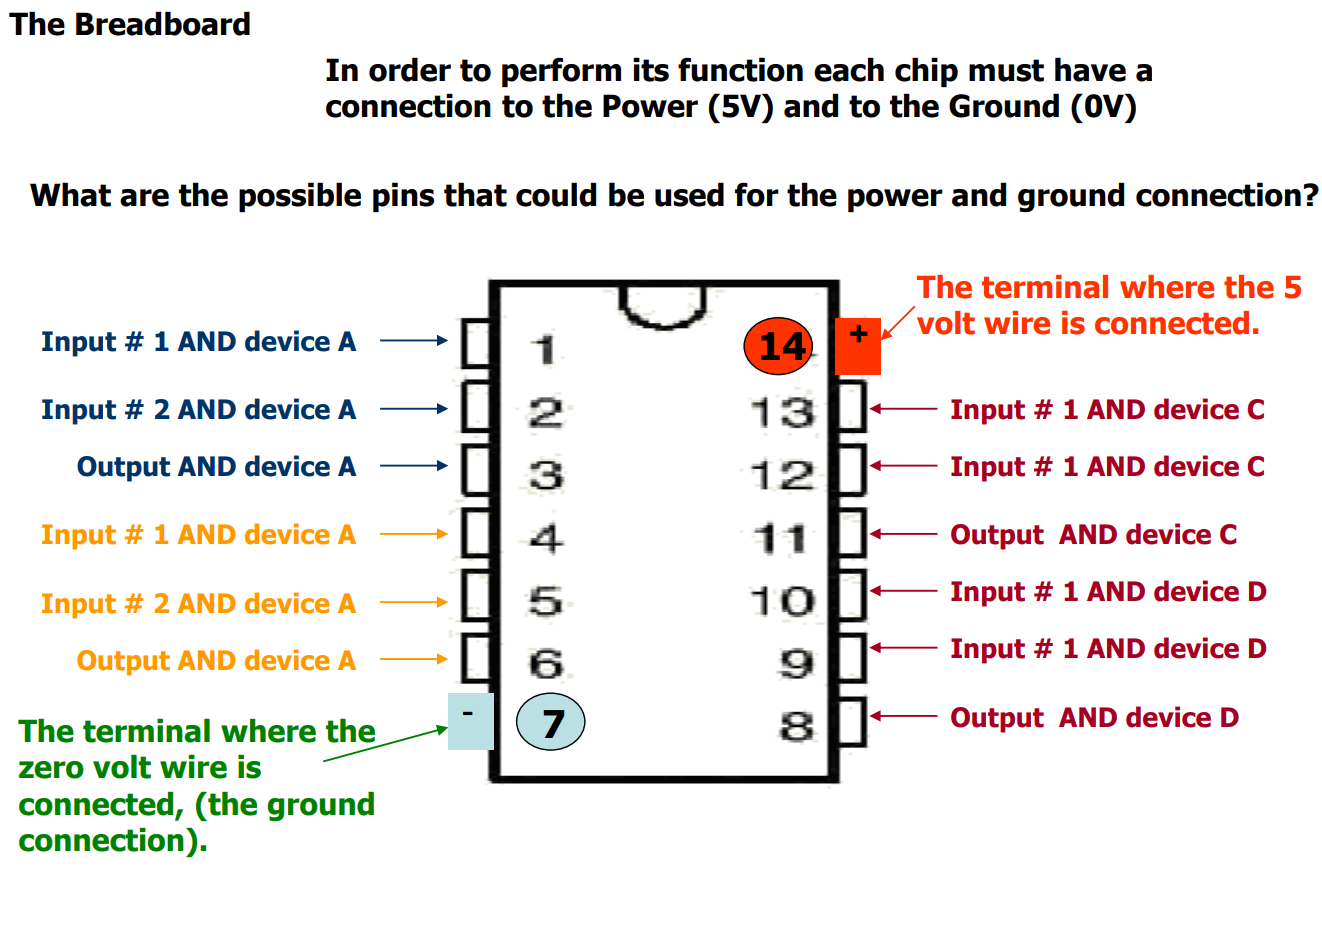 The Breadboard
In order to perform its function each chip must have a
connection to the Power (5V) and to the Ground (0V)
What are the possible pins that could be used for the power and ground connection?
The terminal where the 5
volt wire is connected.
Input # 1 AND device A
1
14
+
Input # 2 AND device A
2
13
Input # 1 AND device C
Output AND device A
3
12
Input # 1 AND device C
Input # 1 AND device A
4
11
Output AND device C
Input # 2 AND device A
5
10
Input # 1 AND device D
Output AND device A
6
9
Input # 1 AND device D
-
7
8
Output AND device D
The terminal where the
zero volt wire is
connected, (the ground
connection).